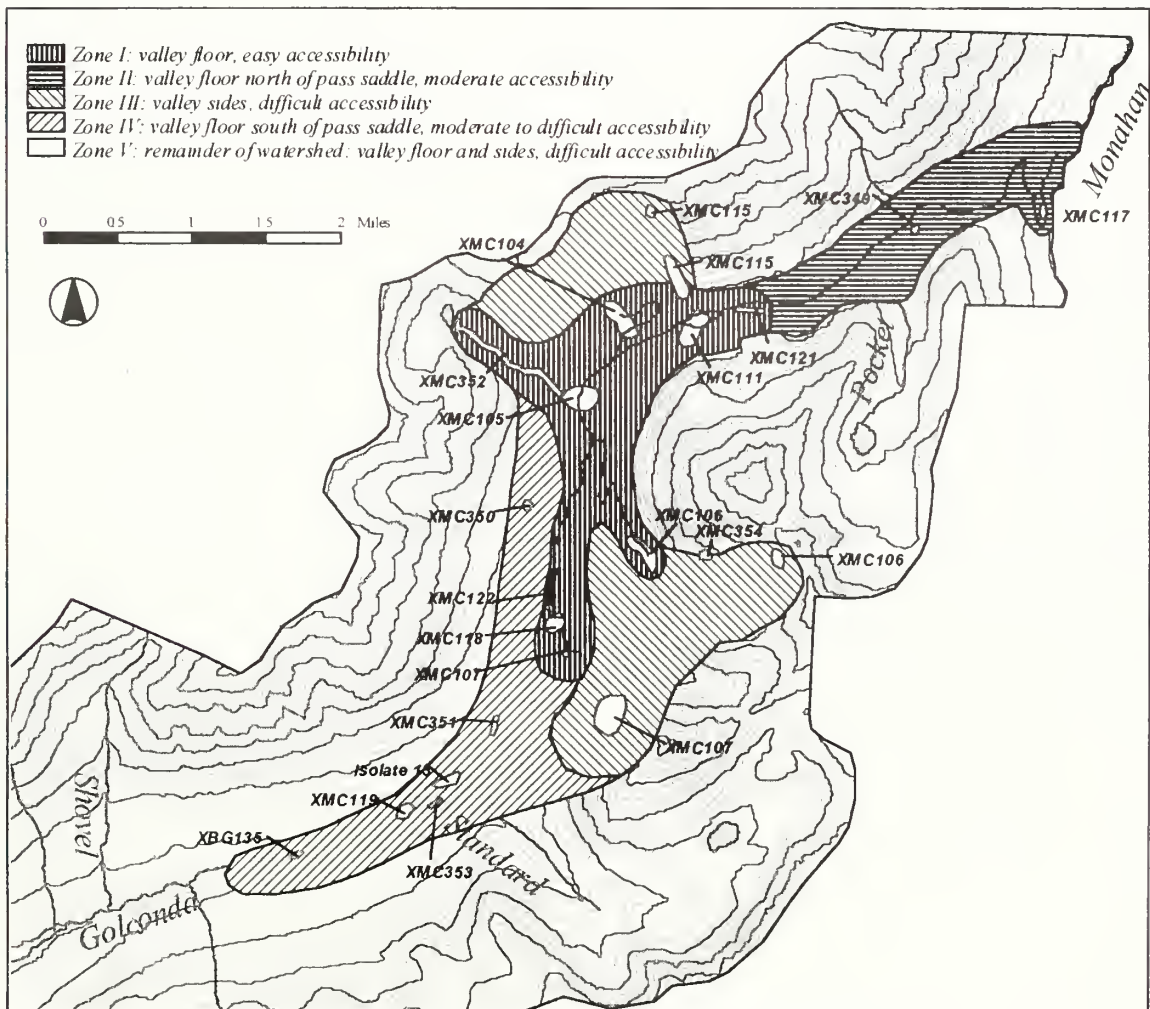 Zone I: valley floor, easy accessibility
Zone II: valley floor north of pass saddle, moderate accessibility
Zone III: valley sides, difficult accessibility
Zone IV: valley floor south of pass saddle, moderate to difficult accessibility
Zone V: remainder of watershed: valley floor and sides, difficult accessibility
0 0.5 1 1.5 2 Miles
Monahan
XMC115
XMC349
XMC117
XMC104
XMC115
XMC121
XMC352
XMC111
Pocket
XMC105
XMC350
XMC106
XMC354
XMC106
XMC122
XMC118
XMC107
XMC351
XMC107
Isolate 13
Shovel
XMC119
XBG135
XMC353
Standard
Golconda